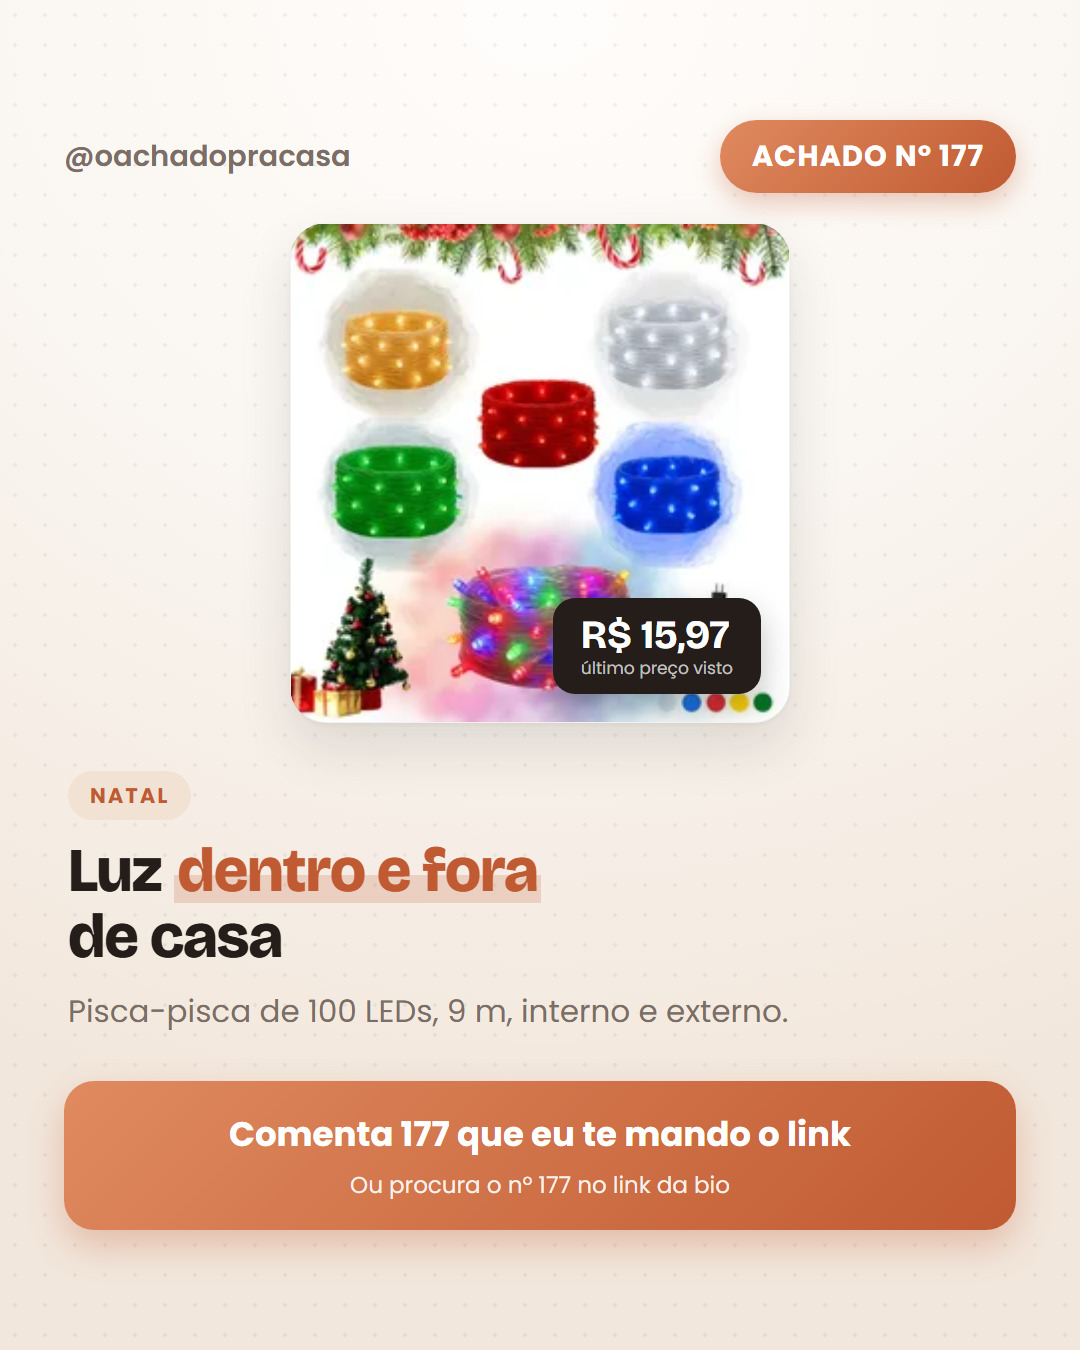 @oachadopracasa
ACHADO Nº 177
R$ 15,97
último preço visto
NATAL
Luz dentro e fora
de casa
Pisca-pisca de 100 LEDs, 9 m, interno e externo.
Comenta 177 que eu te mando o link
Ou procura o nº 177 no link da bio